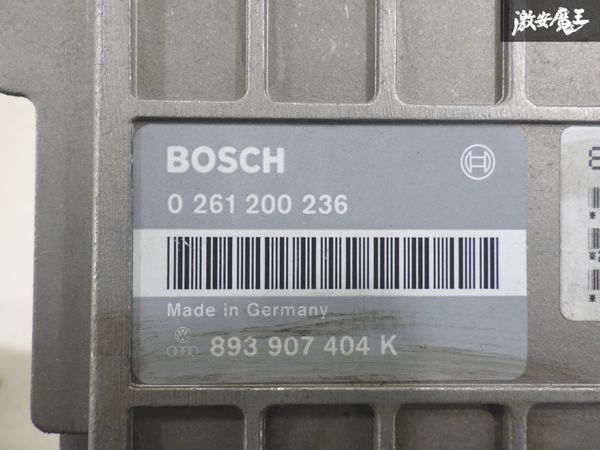 激安魔王
BOSCH
0 261 200 236
Made in Germany
893 907 404 K